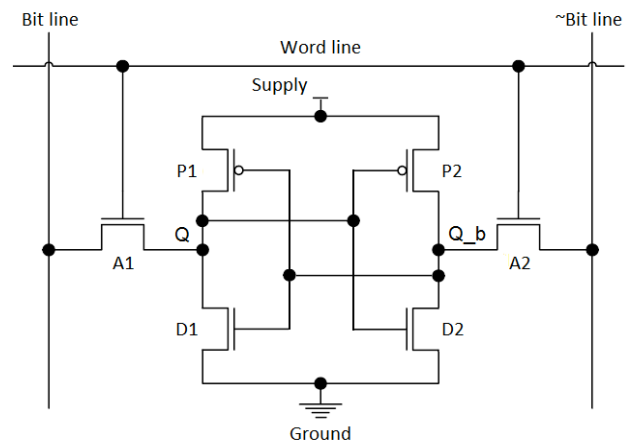 Bit line
~Bit line
Word line
Supply
P1
P2
Q
Q_b
A1
A2
D1
D2
Ground